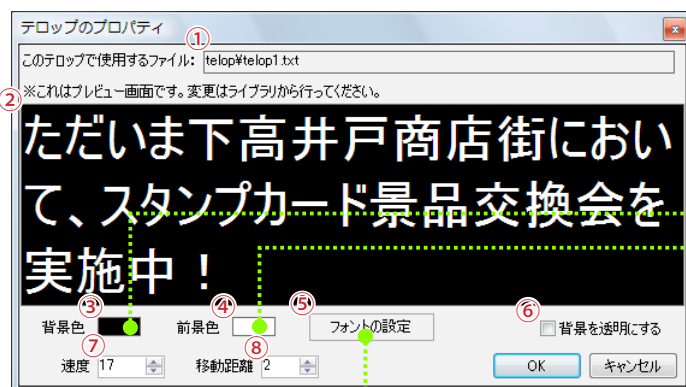 テロップのプロパティ
①
このテロップで使用するファイル: telop¥telop1.txt
※これはプレビュー画面です。変更はライブラリから行ってください。
②
ただいま下高井戸商店街におい
て、スタンプカード景品交換会を
実施中！
③ ④ ⑤ ⑥
背景色 前景色 フォントの設定 背景を透明にする
⑦ ⑧
速度 17 移動距離 2 OK キャンセル